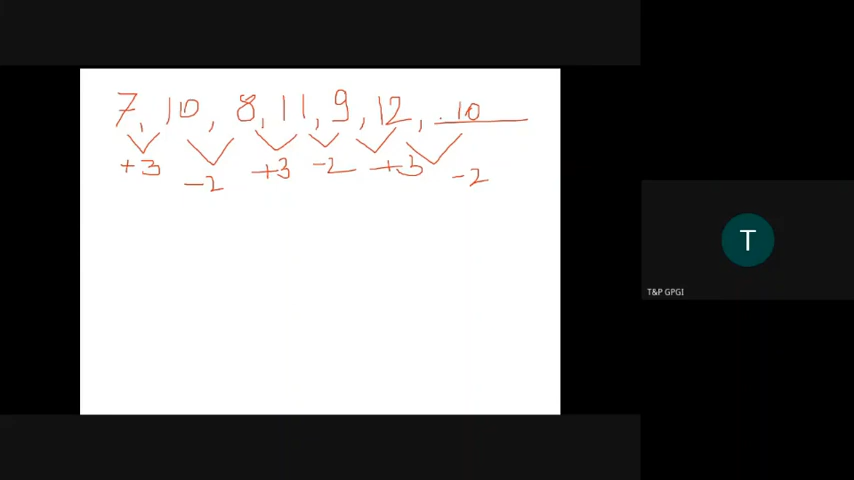 7, 10, 8, 11, 9, 12, 10
+3 -2 +3 -2 +3 -2
T
T&P GPGI